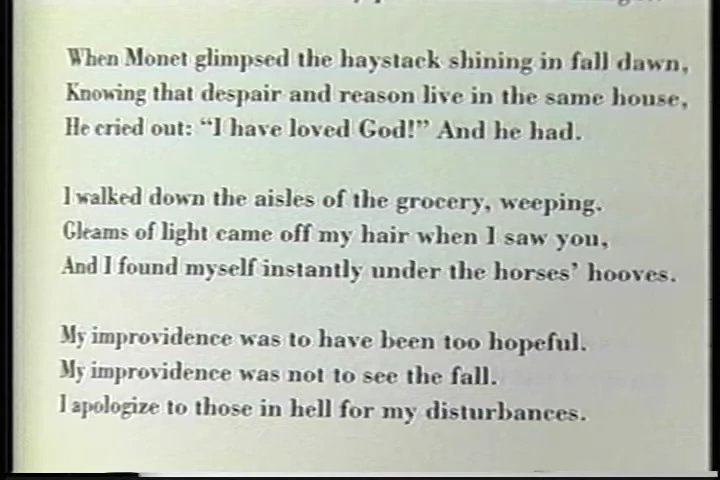 When Monet glimpsed the haystack shining in fall dawn,
Knowing that despair and reason live in the same house,
He cried out: “I have loved God!” And he had.
I walked down the aisles of the grocery, weeping.
Gleams of light came off my hair when I saw you,
And I found myself instantly under the horses’ hooves.
My improvidence was to have been too hopeful.
My improvidence was not to see the fall.
I apologize to those in hell for my disturbances.